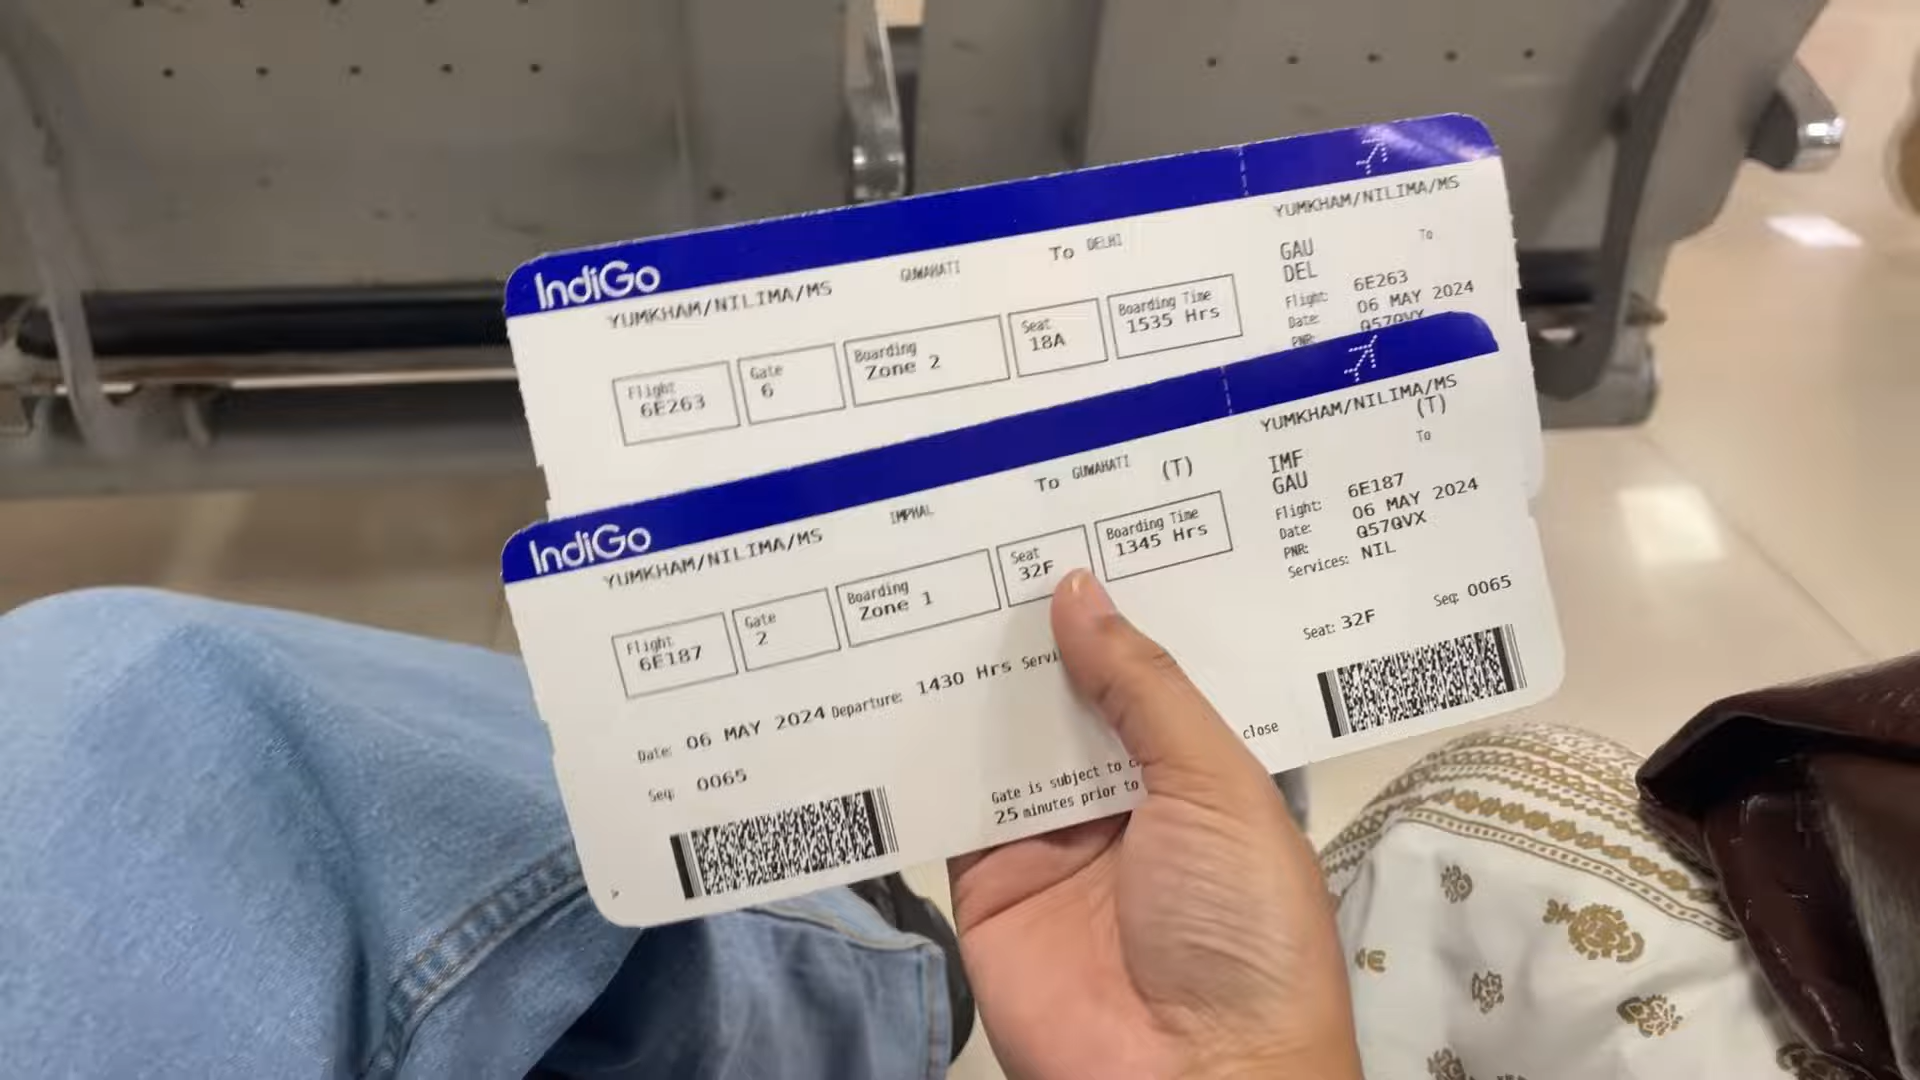 IndiGo
YUMKHAM/NILIMA/MS
GUWAHATI
To DELHI
Flight
6E263
Gate
6
Boarding
Zone 2
Seat
18A
Boarding Time
1535 Hrs
YUMKHAM/NILIMA/MS
GAU
To
DEL
Flight: 6E263
Date: 06 MAY 2024
PNR: Q57QVX
IndiGo
YUMKHAM/NILIMA/MS
IMPHAL
To GUWAHATI (T)
Flight
6E187
Gate
2
Boarding
Zone 1
Seat
32F
Boarding Time
1345 Hrs
Date: 06 MAY 2024 Departure: 1430 Hrs Servi
Seq: 0065
Gate is subject to c
25 minutes prior to
close
YUMKHAM/NILIMA/MS
(T)
IMF
To
GAU
Flight: 6E187
Date: 06 MAY 2024
PNR: Q57QVX
Services: NIL
Seat: 32F
Seq: 0065